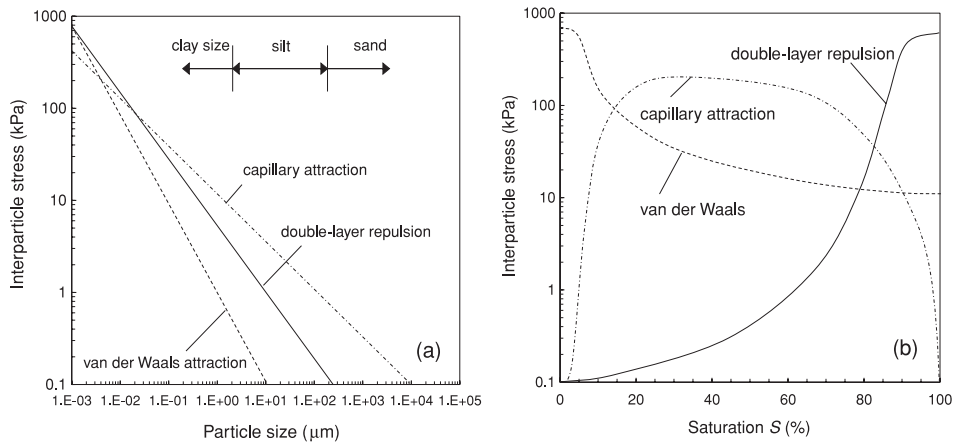 1000
100
10
1
0.1
Interparticle stress (kPa)
clay size
silt
sand
capillary attraction
double-layer repulsion
van der Waals attraction
(a)
1.E−03 1.E−02 1.E−01 1.E+00 1.E+01 1.E+02 1.E+03 1.E+04 1.E+05
Particle size (μm)
1000
100
10
1
0.1
Interparticle stress (kPa)
double-layer repulsion
capillary attraction
van der Waals
(b)
0 20 40 60 80 100
Saturation S (%)